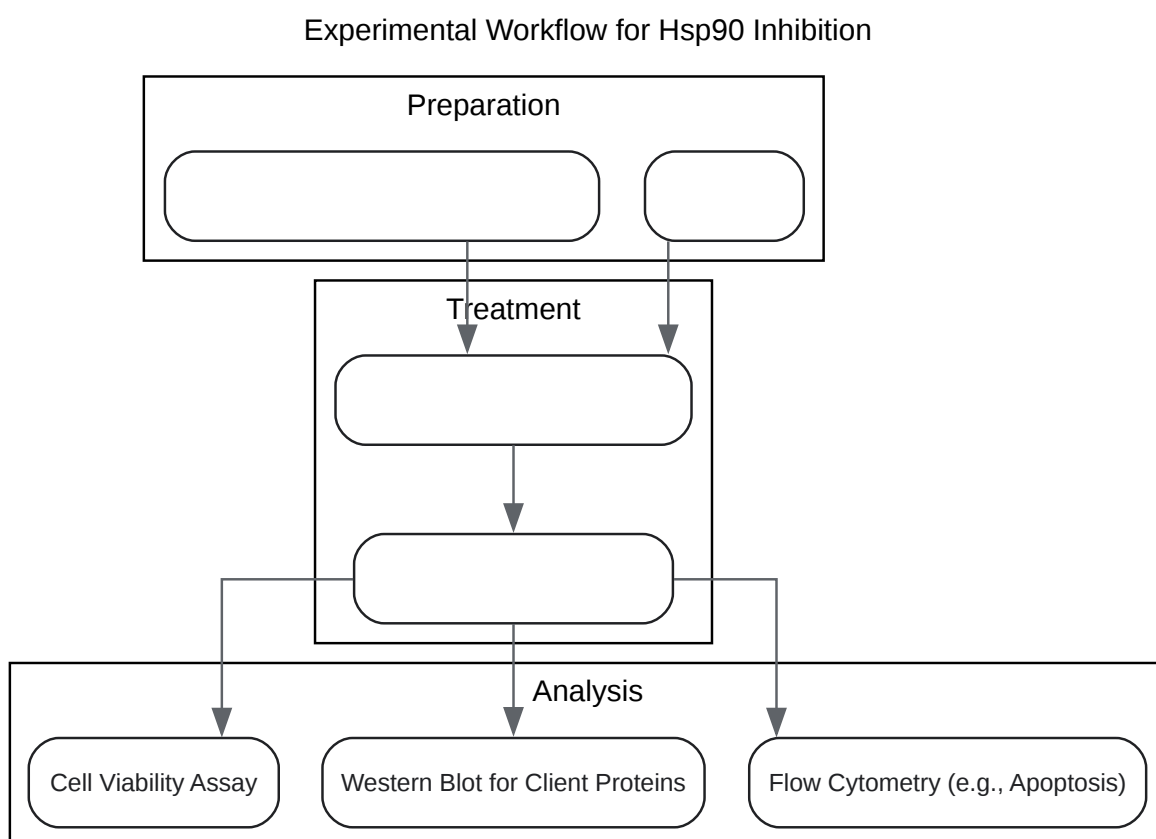 Experimental Workflow for Hsp90 Inhibition
Preparation
Treatment
Analysis
Cell Viability Assay
Western Blot for Client Proteins
Flow Cytometry (e.g., Apoptosis)